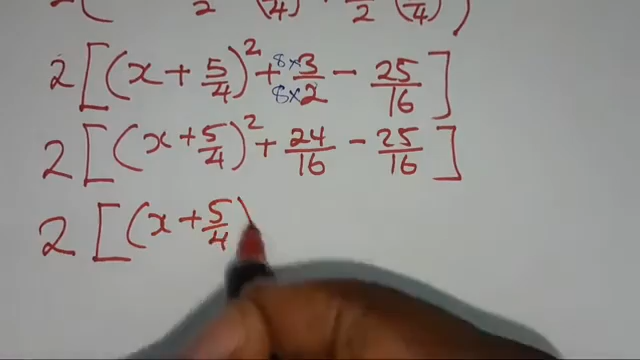 2 [ (x + 5/4)² + 8×3/8×2 - 25/16 ]
2 [ (x + 5/4)² + 24/16 - 25/16 ]
2 [ (x + 5/4)